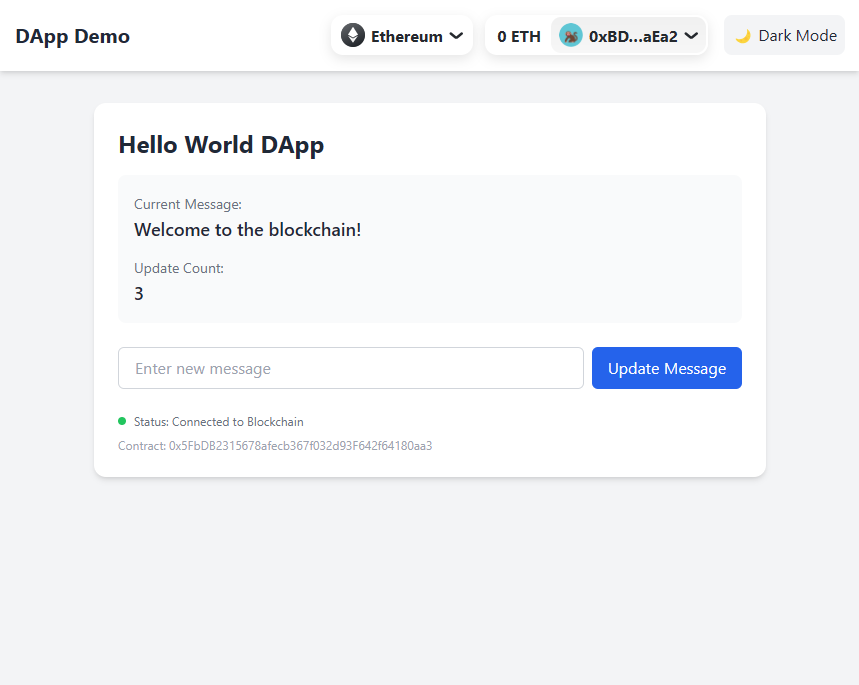 DApp Demo
Ethereum
0 ETH
0xBD...aEa2
Dark Mode
Hello World DApp
Current Message:
Welcome to the blockchain!
Update Count:
3
Enter new message
Update Message
Status: Connected to Blockchain
Contract: 0x5FbDB2315678afecb367f032d93F642f64180aa3